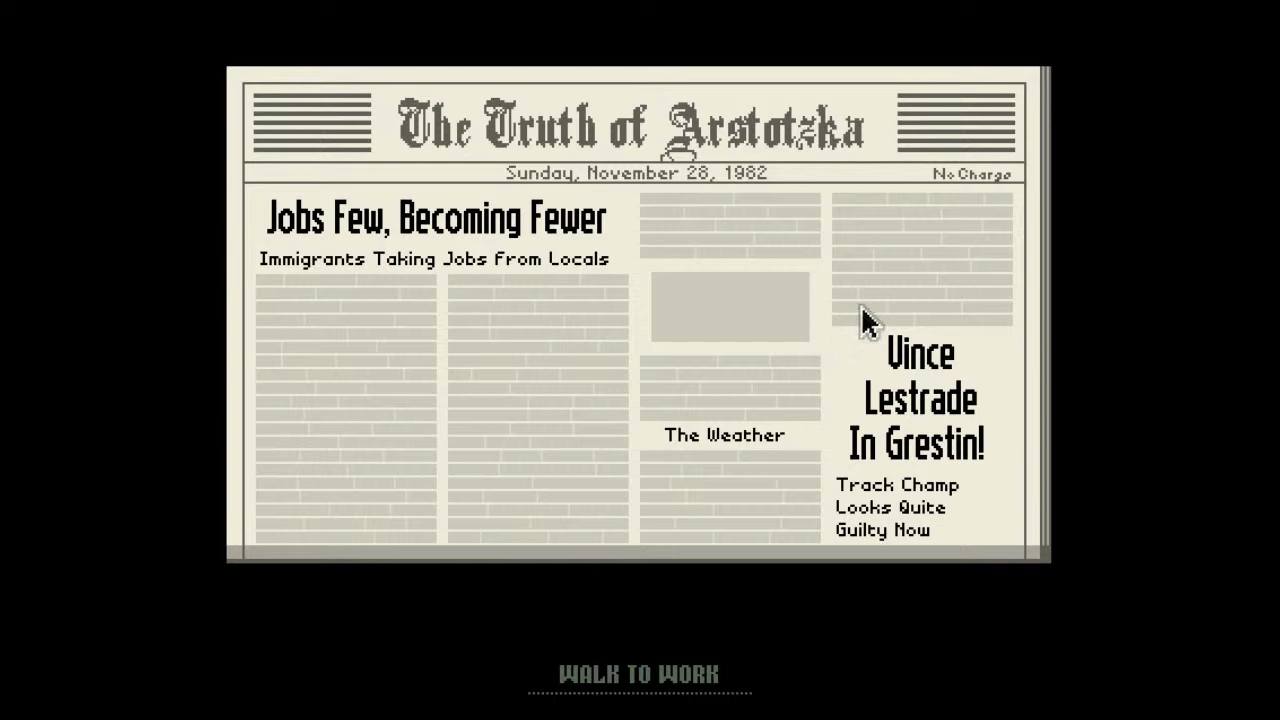 The Truth of Arstotzka
Sunday, November 28, 1982
No Charge
Jobs Few, Becoming Fewer
Immigrants Taking Jobs From Locals
The Weather
Vince
Lestrade
In Grestin!
Track Champ
Looks Quite
Guilty Now
WALK TO WORK